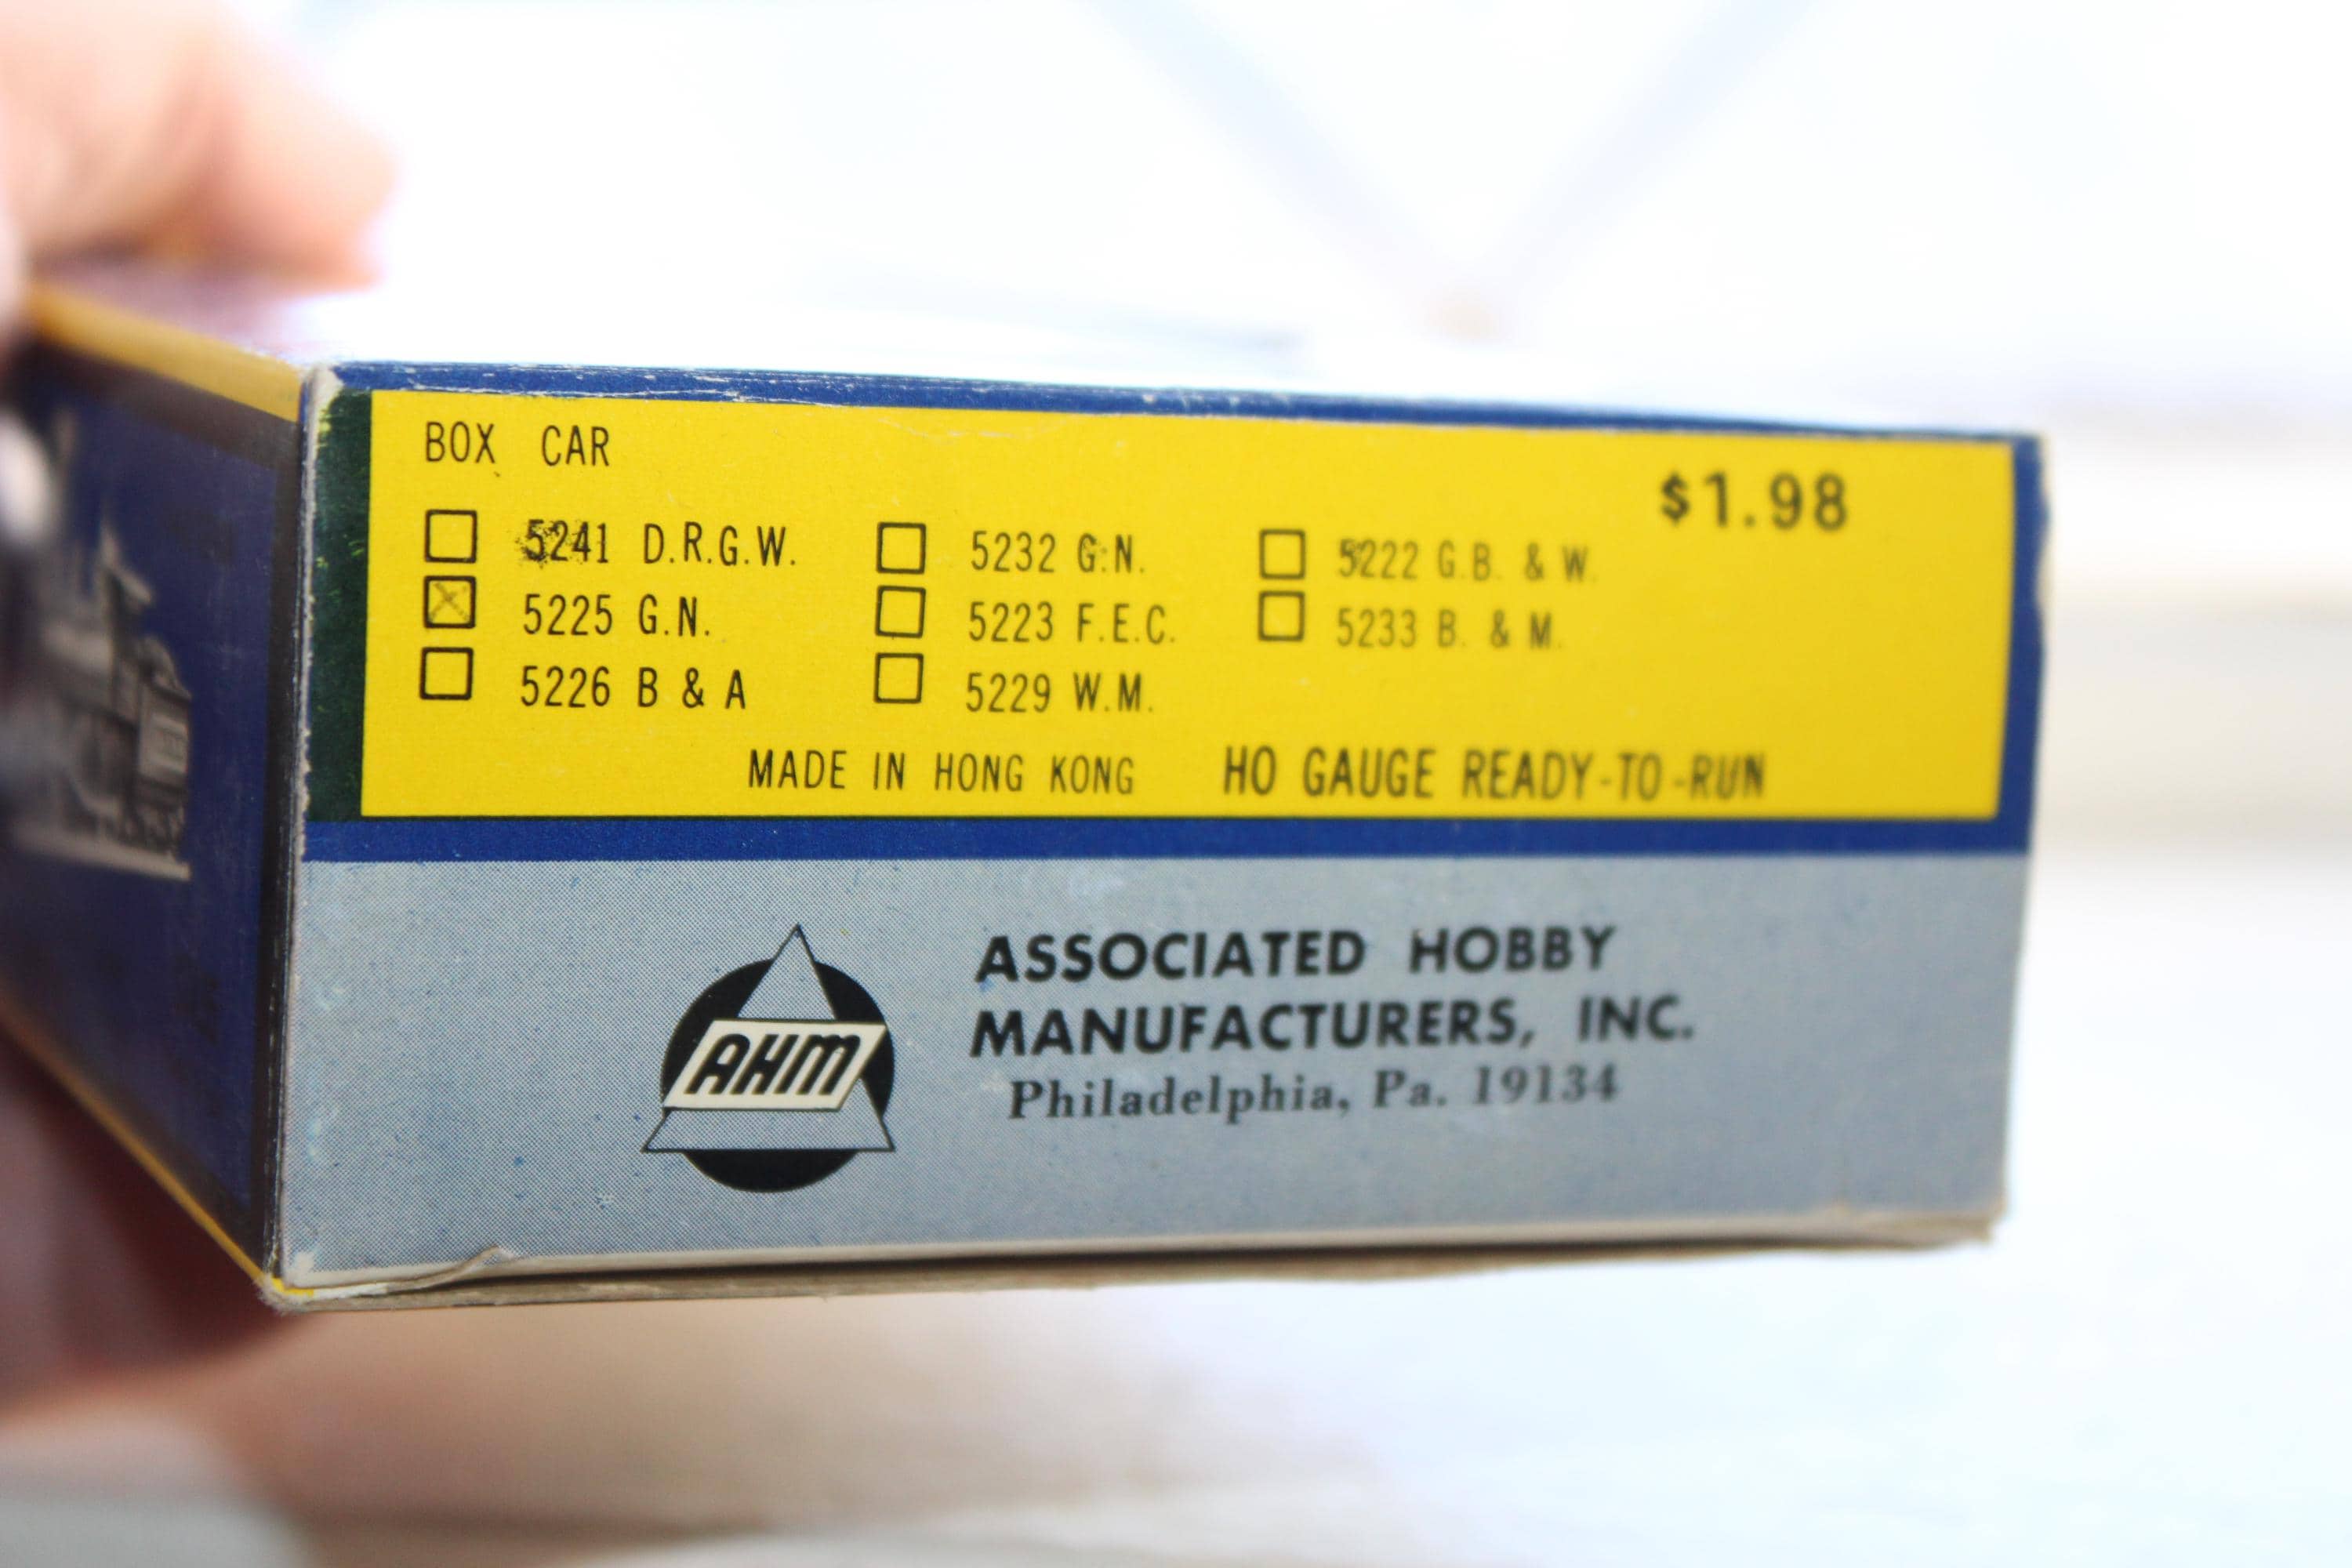 BOX CAR
$1.98
5241 D.R.G.W.
5232 G.N.
5222 G.B. & W.
5225 G.N.
5223 F.E.C.
5233 B. & M.
5226 B & A
5229 W.M.
MADE IN HONG KONG
HO GAUGE READY-TO-RUN
AHM
ASSOCIATED HOBBY
MANUFACTURERS, INC.
Philadelphia, Pa. 19134